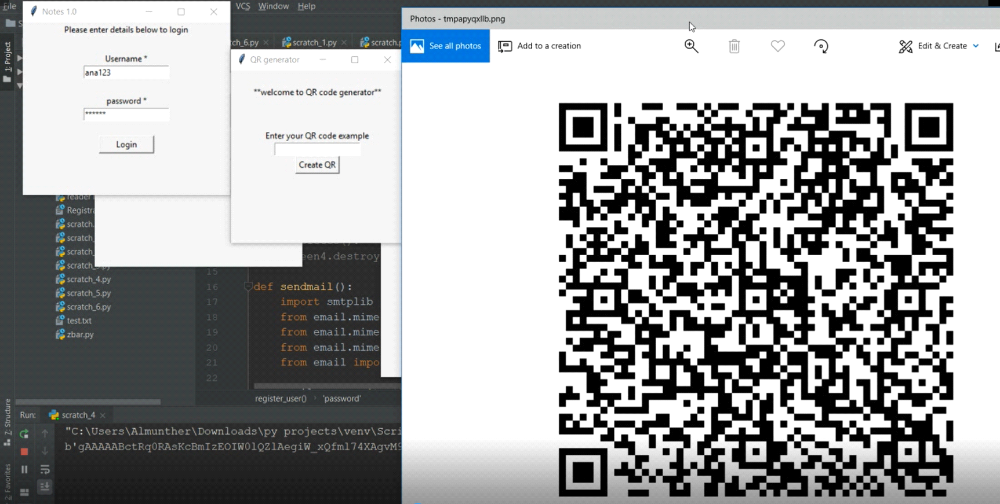 File
VCS Window Help
Notes 1.0
Please enter details below to login
Username *
ana123
password *
******
Login
1: Project
ch_6.py
scratch_1.py
scratch.p
QR generator
**welcome to QR code generator**
Enter your QR code example
Create QR
Photos - tmpapyqxllb.png
See all photos
Add to a creation
Edit & Create
reader
Registra
scratch.
scratch_
scratch_
scratch_
scratch_4.py
scratch_5.py
scratch_6.py
test.txt
zbar.py
een4.destroy
15
16 def sendmail():
17 import smtplib
18 from email.mime
19 from email.mime
20 from email.mime
21 from email impo
22
register_user() › 'password'
Z: Structure
2: Favorites
Run: scratch_4
"C:\Users\Almunther\Downloads\py projects\venv\Scri
b'gAAAAABctRq0RAsKcBmIzEOIW0lQZlAegiW_xQfml74XAgvM9